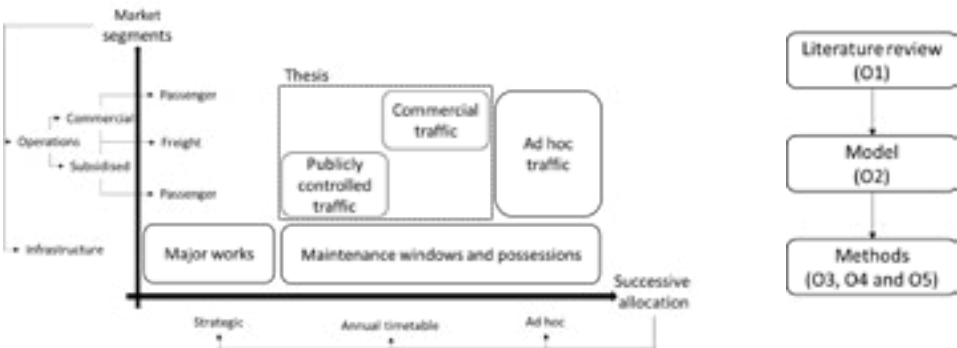 Market
segments
Thesis
Passenger
Commercial
Operations
Freight
Subsidised
Passenger
Infrastructure
Commercial
traffic
Publicly
controlled
traffic
Ad hoc
traffic
Major works
Maintenance windows and possessions
Successive
allocation
Strategic
Annual timetable
Ad hoc
Literature review
(O1)
Model
(O2)
Methods
(O3, O4 and O5)